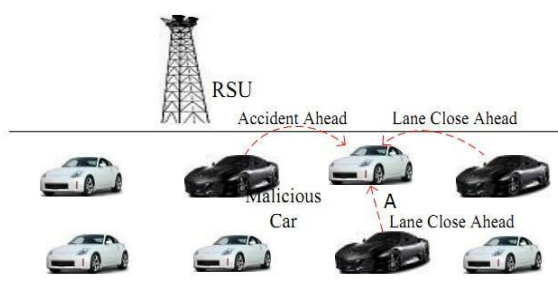 RSU
Accident Ahead
Lane Close Ahead
Malicious
Car
A
Lane Close Ahead